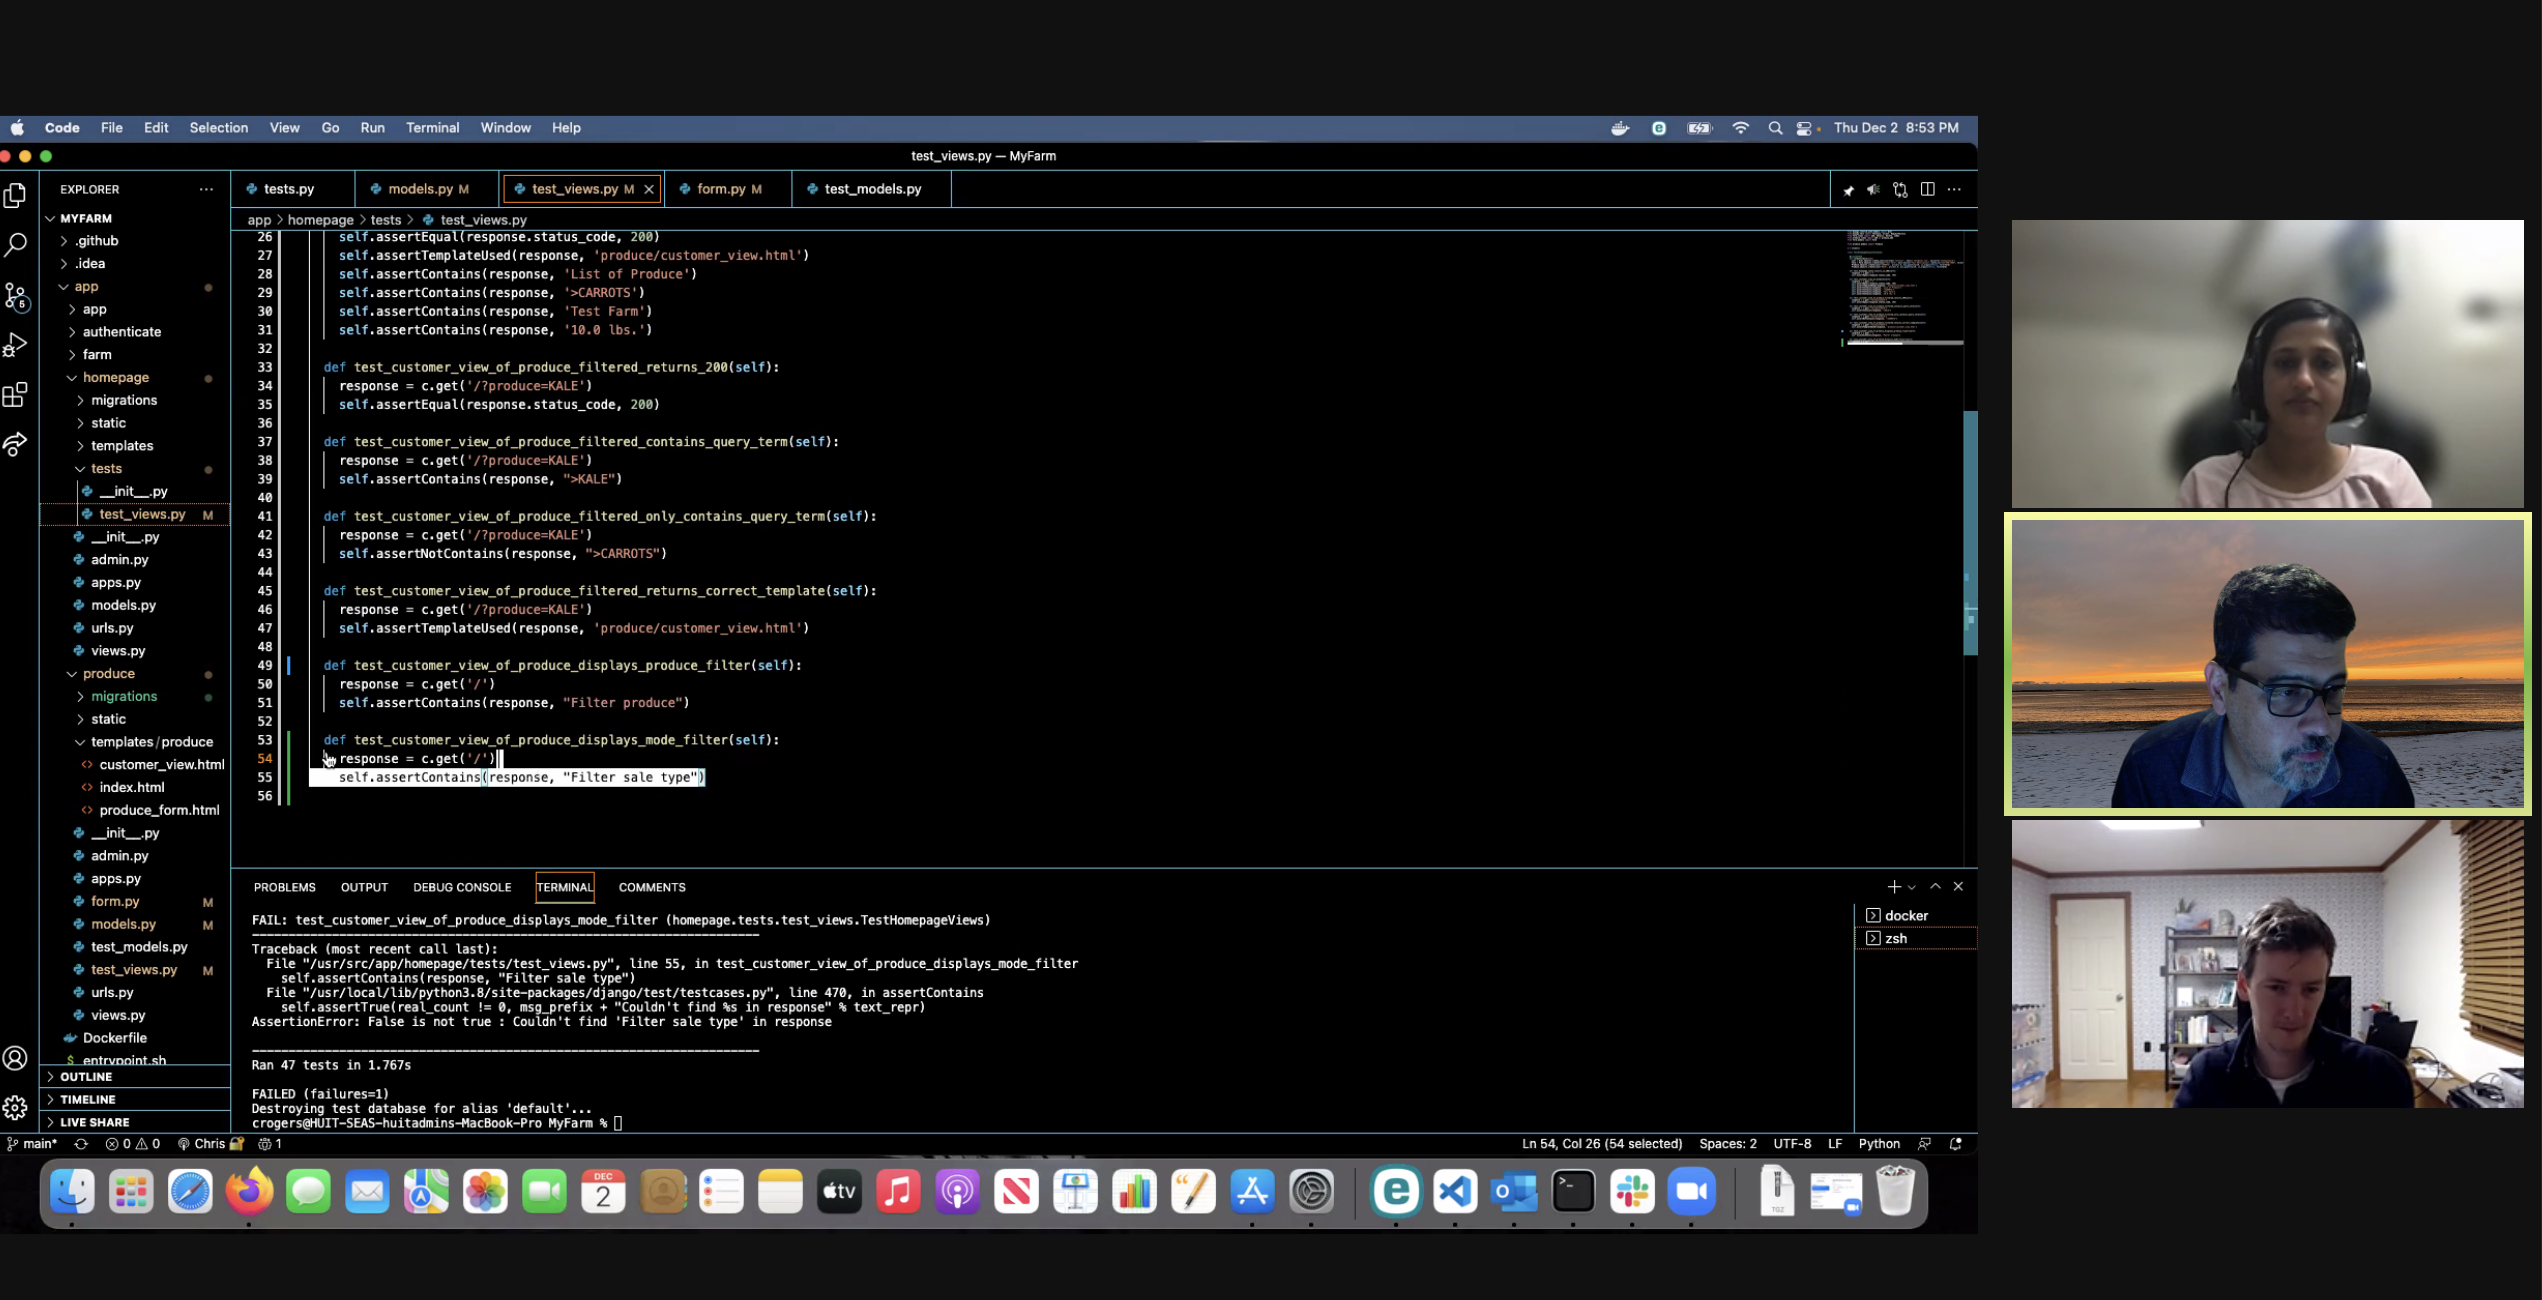 Code File Edit Selection View Go Run Terminal Window Help
Thu Dec 2 8:53 PM
test_views.py — MyFarm
EXPLORER
tests.py
models.py M
test_views.py M
form.py M
test_models.py
app > homepage > tests > test_views.py
MYFARM
.github
.idea
app
app
authenticate
farm
homepage
migrations
static
templates
tests
__init__.py
test_views.py M
__init__.py
admin.py
apps.py
models.py
urls.py
views.py
produce
migrations
static
templates/produce
customer_view.html
index.html
produce_form.html
__init__.py
admin.py
apps.py
form.py M
models.py M
test_models.py
test_views.py M
urls.py
views.py
Dockerfile
entrypoint.sh
OUTLINE
TIMELINE
LIVE SHARE
5
26 self.assertEqual(response.status_code, 200)
27 self.assertTemplateUsed(response, 'produce/customer_view.html')
28 self.assertContains(response, 'List of Produce')
29 self.assertContains(response, '>CARROTS')
30 self.assertContains(response, 'Test Farm')
31 self.assertContains(response, '10.0 lbs.')
32
33 def test_customer_view_of_produce_filtered_returns_200(self):
34 response = c.get('/?produce=KALE')
35 self.assertEqual(response.status_code, 200)
36
37 def test_customer_view_of_produce_filtered_contains_query_term(self):
38 response = c.get('/?produce=KALE')
39 self.assertContains(response, ">KALE")
40
41 def test_customer_view_of_produce_filtered_only_contains_query_term(self):
42 response = c.get('/?produce=KALE')
43 self.assertNotContains(response, ">CARROTS")
44
45 def test_customer_view_of_produce_filtered_returns_correct_template(self):
46 response = c.get('/?produce=KALE')
47 self.assertTemplateUsed(response, 'produce/customer_view.html')
48
49 def test_customer_view_of_produce_displays_produce_filter(self):
50 response = c.get('/')
51 self.assertContains(response, "Filter produce")
52
53 def test_customer_view_of_produce_displays_mode_filter(self):
54 response = c.get('/')
55 self.assertContains(response, "Filter sale type")
56
PROBLEMS OUTPUT DEBUG CONSOLE TERMINAL COMMENTS
FAIL: test_customer_view_of_produce_displays_mode_filter (homepage.tests.test_views.TestHomepageViews)
Traceback (most recent call last):
File "/usr/src/app/homepage/tests/test_views.py", line 55, in test_customer_view_of_produce_displays_mode_filter
self.assertContains(response, "Filter sale type")
File "/usr/local/lib/python3.8/site-packages/django/test/testcases.py", line 470, in assertContains
self.assertTrue(real_count != 0, msg_prefix + "Couldn't find %s in response" % text_repr)
AssertionError: False is not true : Couldn't find 'Filter sale type' in response
Ran 47 tests in 1.767s
FAILED (failures=1)
Destroying test database for alias 'default'...
crogers@HUIT-SEAS-huitadmins-MacBook-Pro MyFarm %
docker
zsh
main* 0 0 Chris 1
Ln 54, Col 26 (54 selected) Spaces: 2 UTF-8 LF Python
DEC
2
tv
TGZ